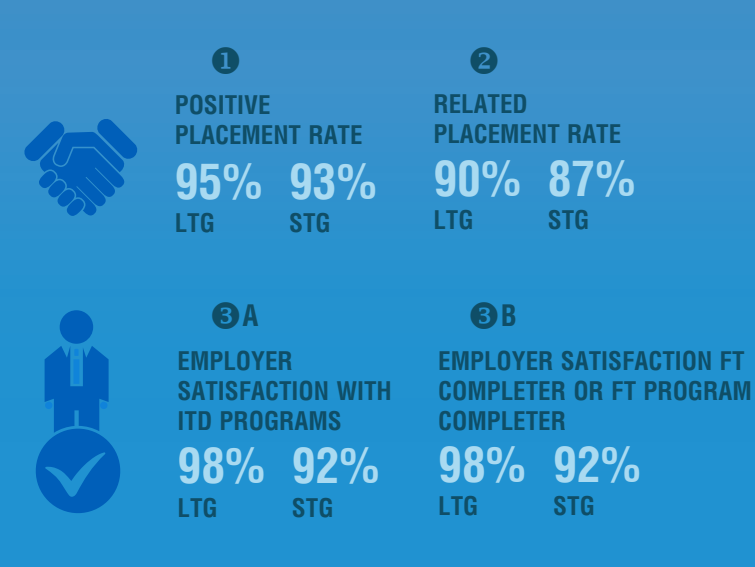 ❶
POSITIVE
PLACEMENT RATE
95% 93%
LTG STG
❷
RELATED
PLACEMENT RATE
90% 87%
LTG STG
❸A
EMPLOYER
SATISFACTION WITH
ITD PROGRAMS
98% 92%
LTG STG
❸B
EMPLOYER SATISFACTION FT
COMPLETER OR FT PROGRAM
COMPLETER
98% 92%
LTG STG